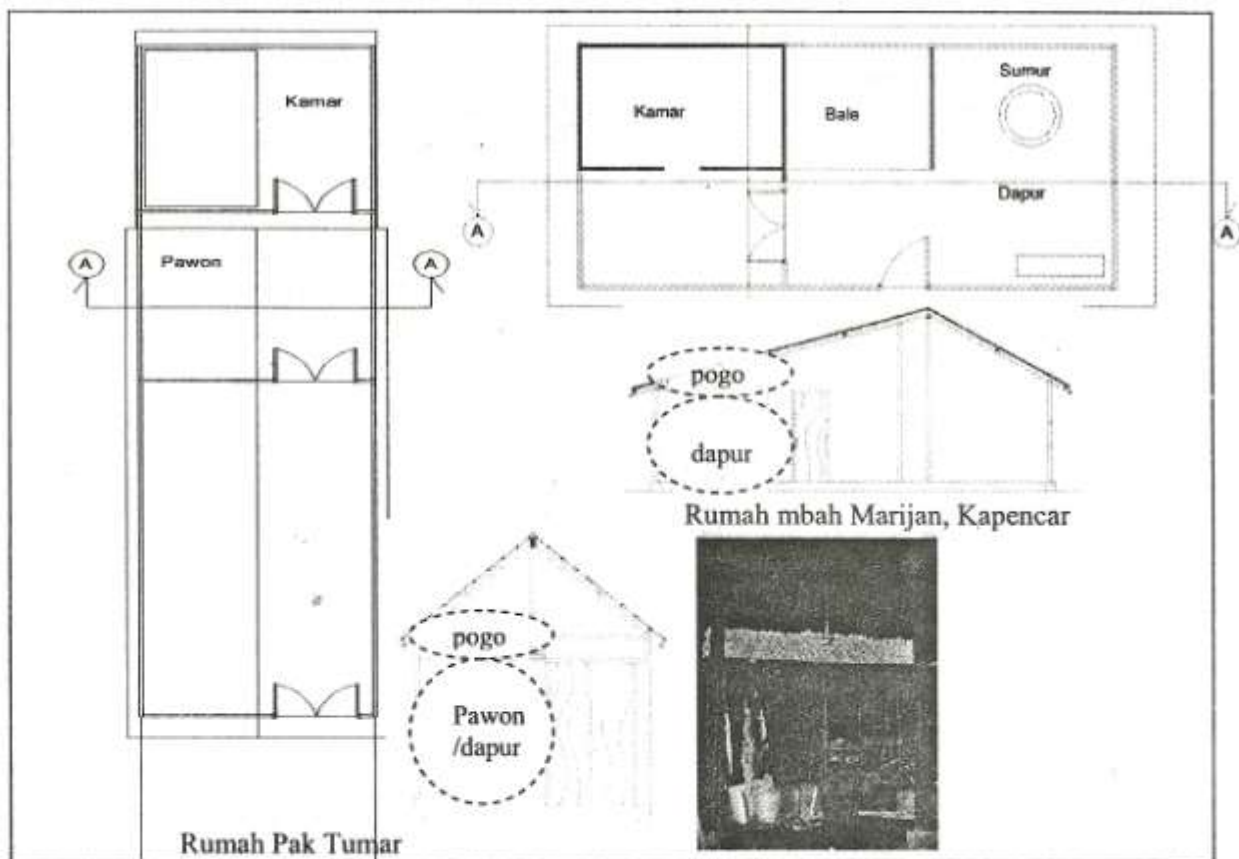 Kamar
Pawon
A
A
Rumah Pak Tumar
Kamar
Bale
Sumur
Dapur
A
A
pogo
dapur
Rumah mbah Marijan, Kapencar
pogo
Pawon
/dapur